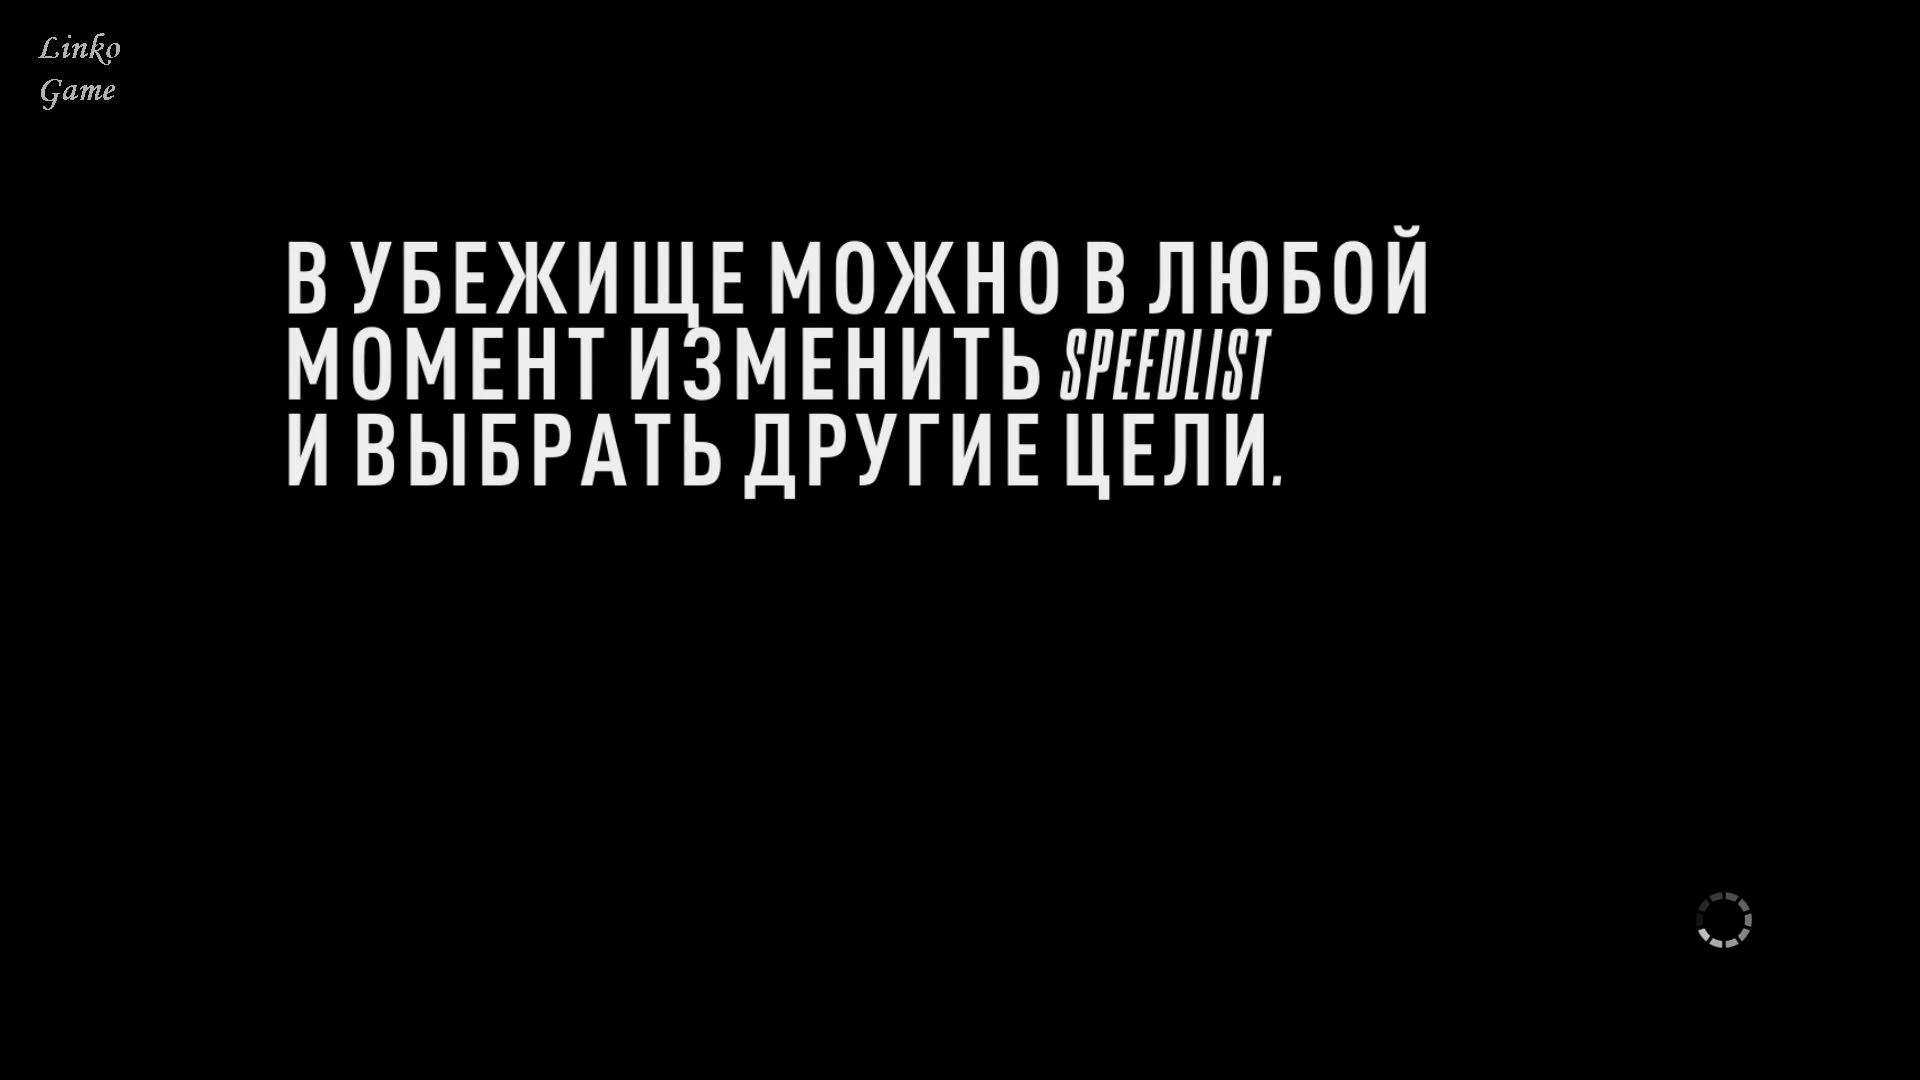 Linko
Game
В УБЕЖИЩЕ МОЖНО В ЛЮБОЙ
МОМЕНТ ИЗМЕНИТЬ SPEEDLIST
И ВЫБРАТЬ ДРУГИЕ ЦЕЛИ.